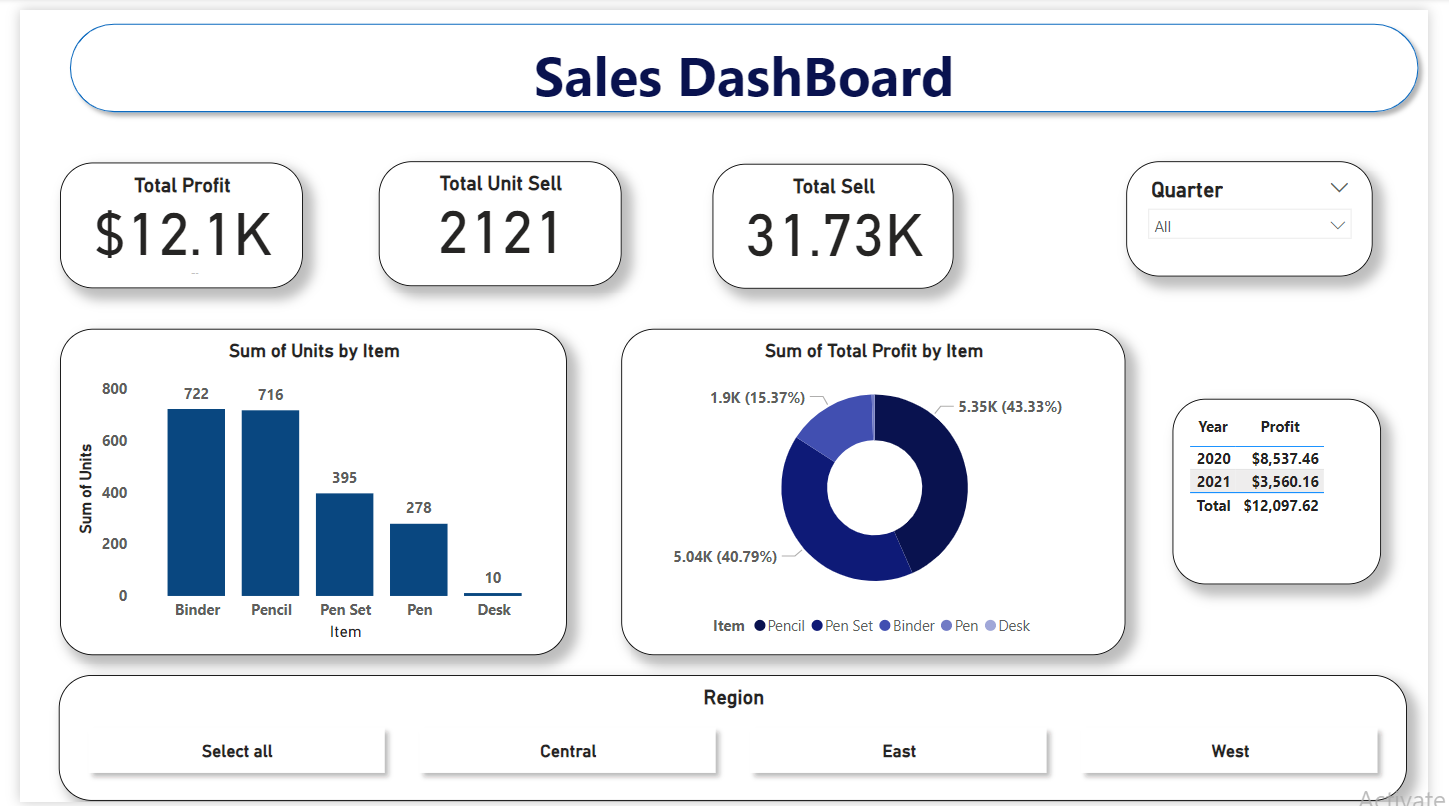 Sales DashBoard
Total Profit
$12.1K
Total Unit Sell
2121
Total Sell
31.73K
Quarter
All
Sum of Units by Item
800
600
400
200
0
Sum of Units
722
716
395
278
10
Binder Pencil Pen Set Pen Desk
Item
Sum of Total Profit by Item
1.9K (15.37%)
5.35K (43.33%)
5.04K (40.79%)
Item Pencil Pen Set Binder Pen Desk
Year Profit
2020 $8,537.46
2021 $3,560.16
Total $12,097.62
Region
Select all Central East West
Activate